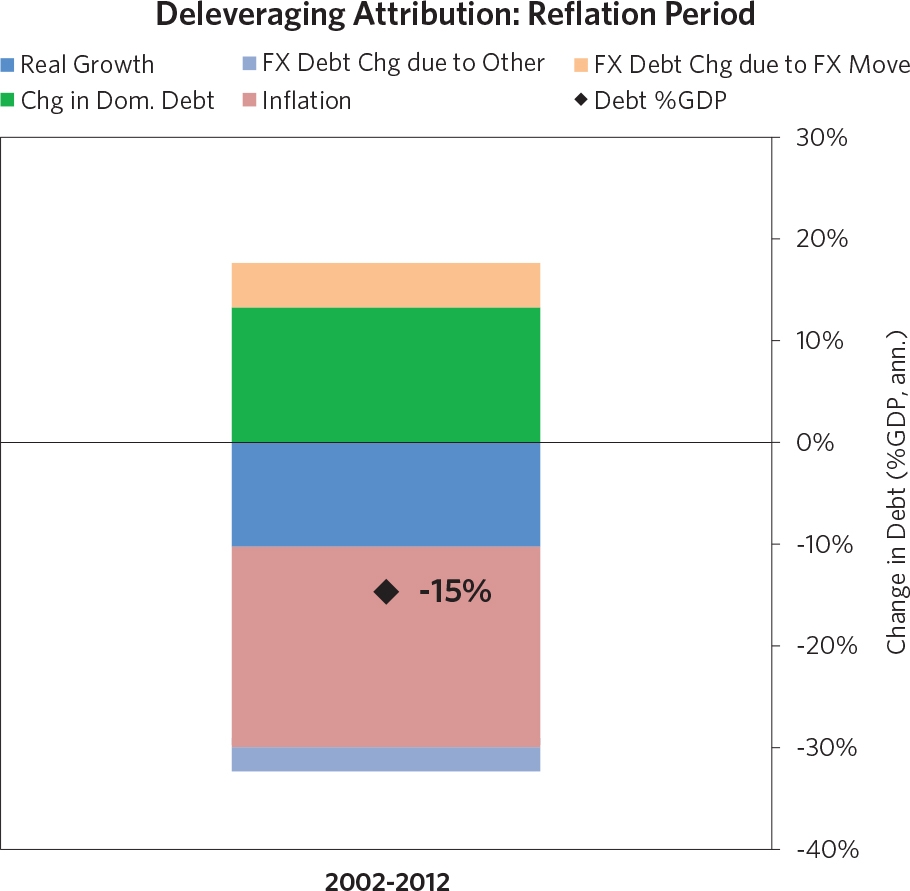 Deleveraging Attribution: Reflation Period
Real Growth FX Debt Chg due to Other FX Debt Chg due to FX Move
Chg in Dom. Debt Inflation Debt %GDP
30%
20%
10%
0%
-10%
-15%
-20%
-30%
-40%
Change in Debt (%GDP, ann.)
2002-2012